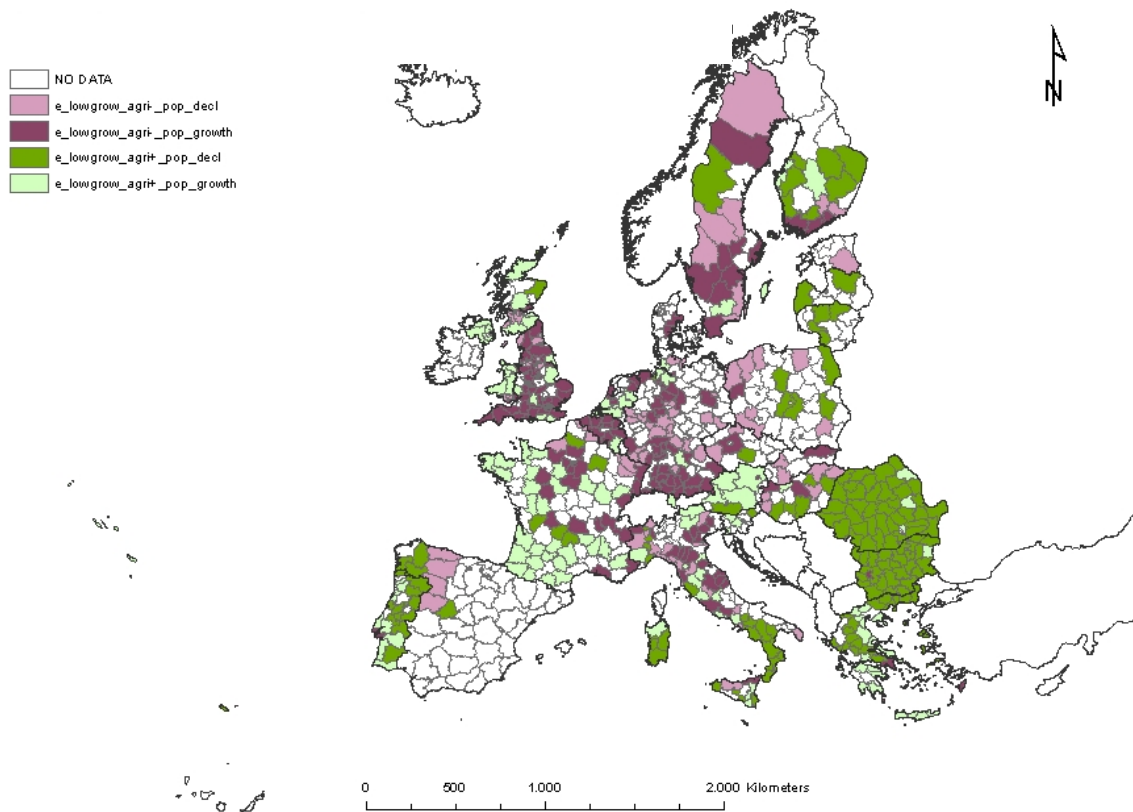 N
NO DATA
e_lowgrow_agri-_pop_decl
e_lowgrow_agri-_pop_growth
e_lowgrow_agri+_pop_decl
e_lowgrow_agri+_pop_growth
0 500 1.000 2.000 Kilometers